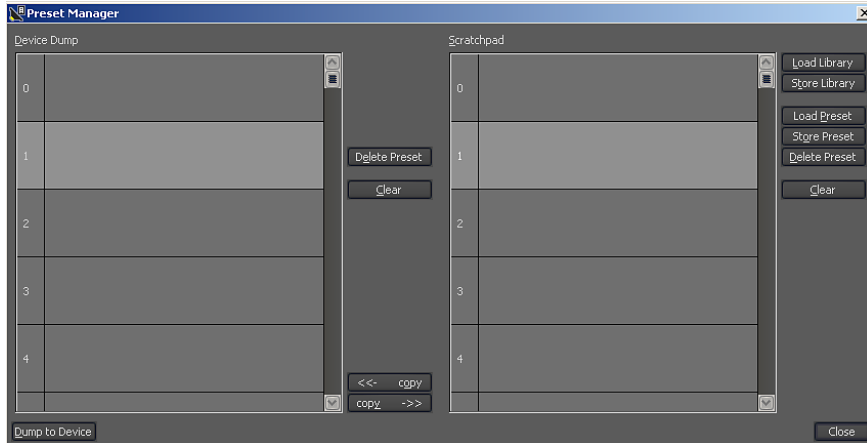 Preset Manager
Device Dump
0
1
2
3
4
Delete Preset
Clear
<<- copy
copy ->>
Scratchpad
0
1
2
3
4
Load Library
Store Library
Load Preset
Store Preset
Delete Preset
Clear
Dump to Device
Close